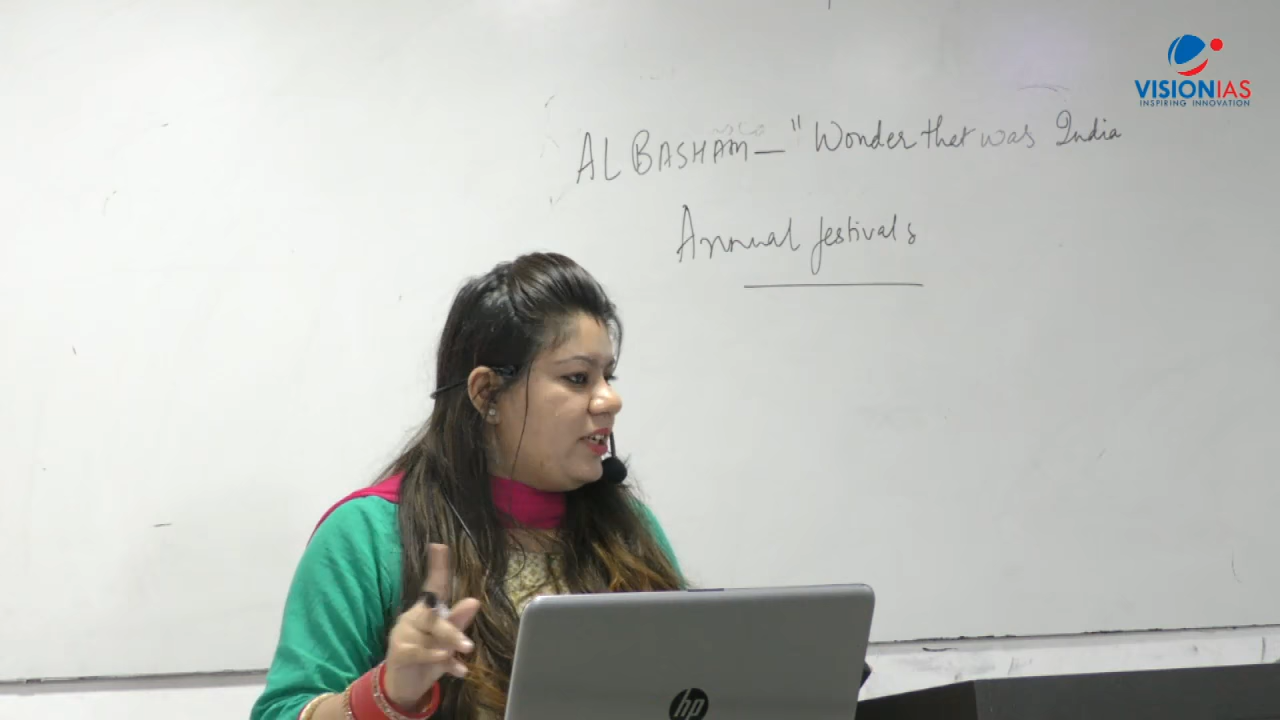 VISIONIAS
INSPIRING INNOVATION
AL BASHAM — "Wonder that was India
Annual festivals
hp